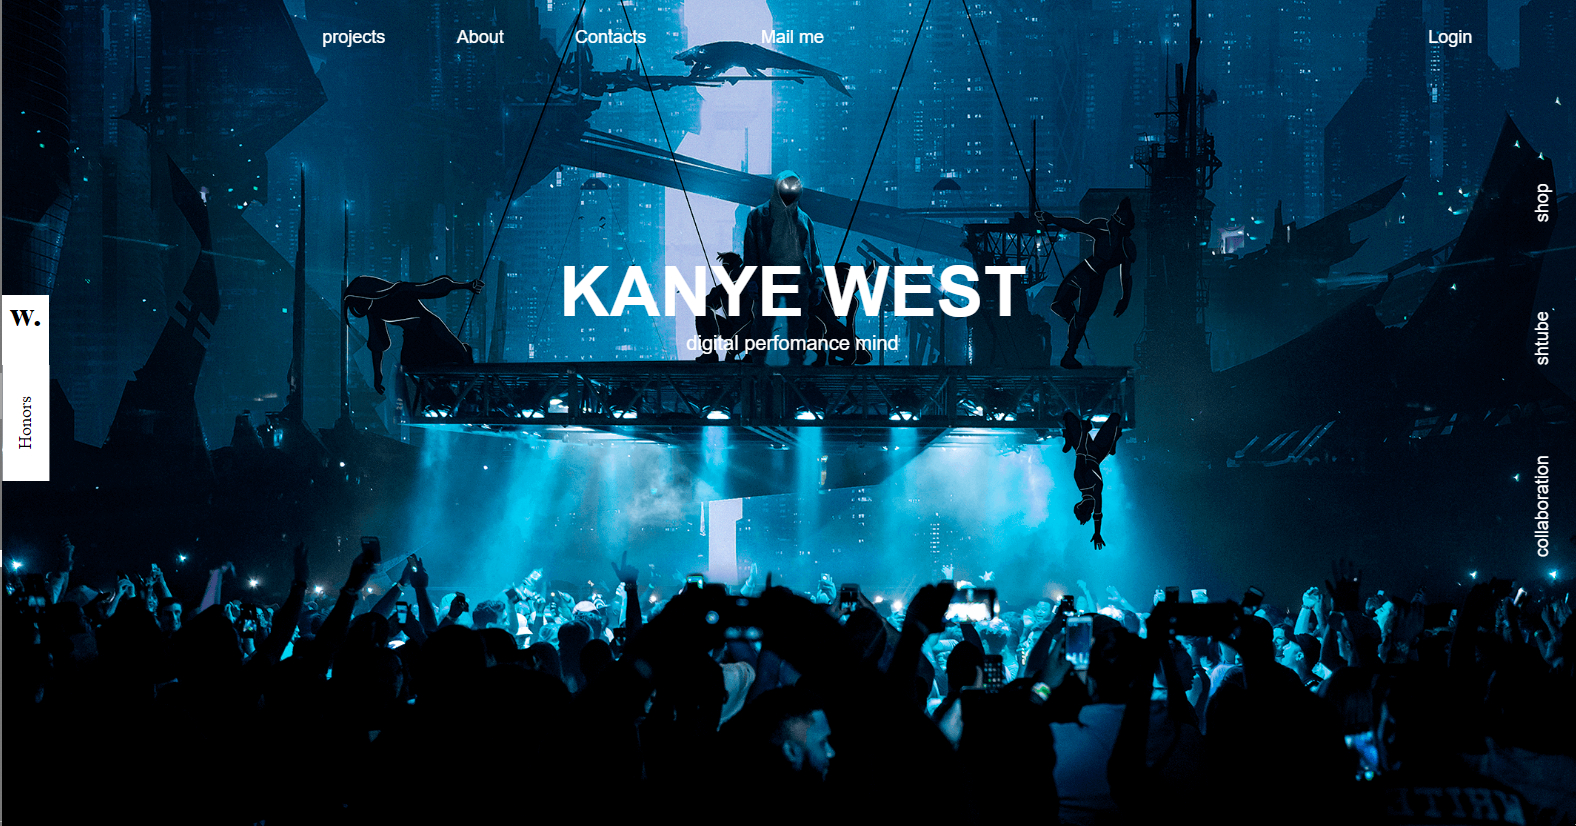 projects About Contacts Mail me Login
shop
KANYE WEST
digital perfomance mind
shtube
collaboration
w.
Honors